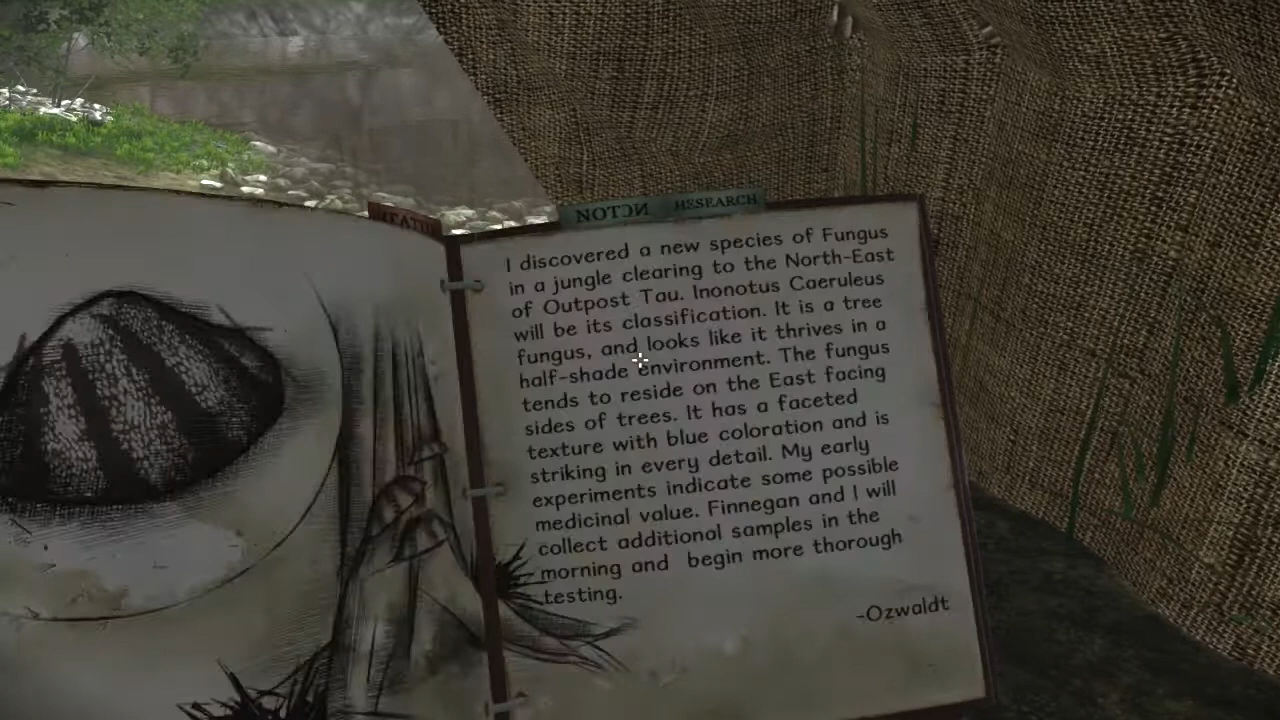 RESEARCH
I discovered a new species of Fungus
in a jungle clearing to the North-East
of Outpost Tau. Inonotus Caeruleus
will be its classification. It is a tree
fungus, and looks like it thrives in a
half-shade environment. The fungus
tends to reside on the East facing
sides of trees. It has a faceted
texture with blue coloration and is
striking in every detail. My early
experiments indicate some possible
medicinal value. Finnegan and I will
collect additional samples in the
morning and begin more thorough
testing.
-Ozwaldt